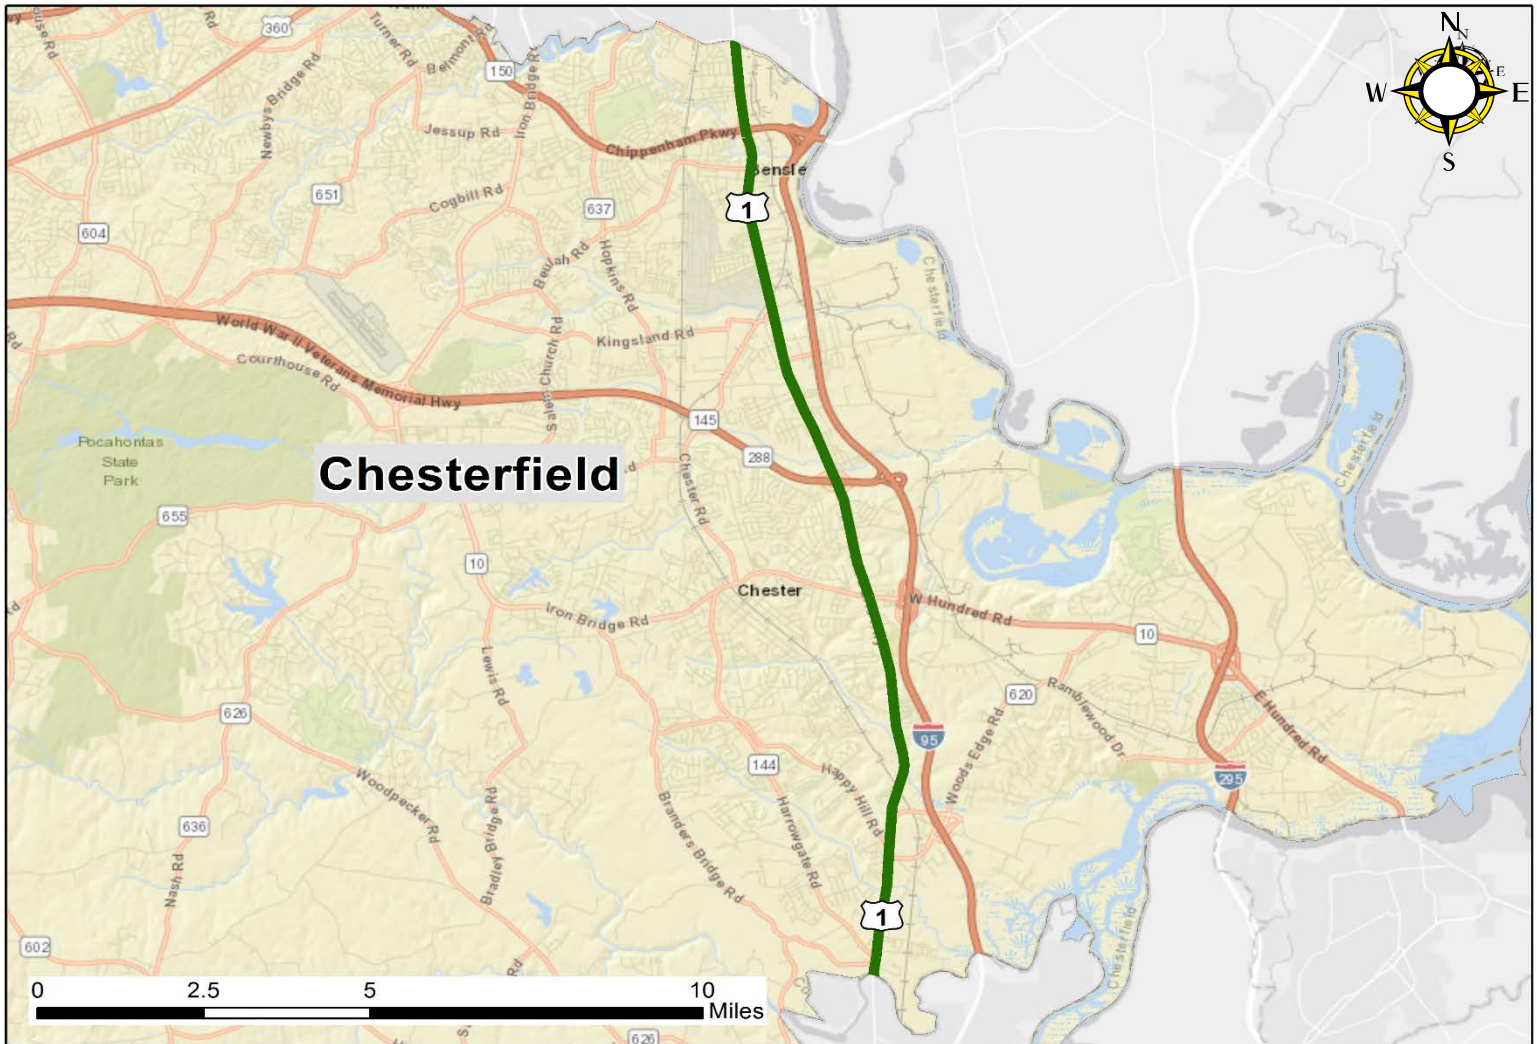 N
N
W
E
E
S
360
Turner Rd
Belmont Rd
150
Newbys Bridge Rd
Iron Bridge R
Jessup Rd
Chippenham Pkwy
Bensle
651
Cogbill Rd
637
1
604
Beulah Rd
Hopkins Rd
Chesterfield
World War II Veterans Memorial Hwy
Courthouse Rd
Kingsland Rd
Salem Church Rd
Rd
Pocahontas
State
Park
145
Chesterfield
288
Chesterfield
Chester Rd
655
10
Chester
Iron Bridge Rd
W Hundred Rd
10
Lewis Rd
620
Ramblewood Dr
E Hundred Rd
626
95
Woods Edge Rd
144
Happy Hill Rd
295
Woodpecker Rd
Bradley Bridge Rd
Branders Bridge Rd
Harrowgate Rd
636
Nash Rd
1
602
Chesterfield
Rd
0 2.5 5 10
Miles
626